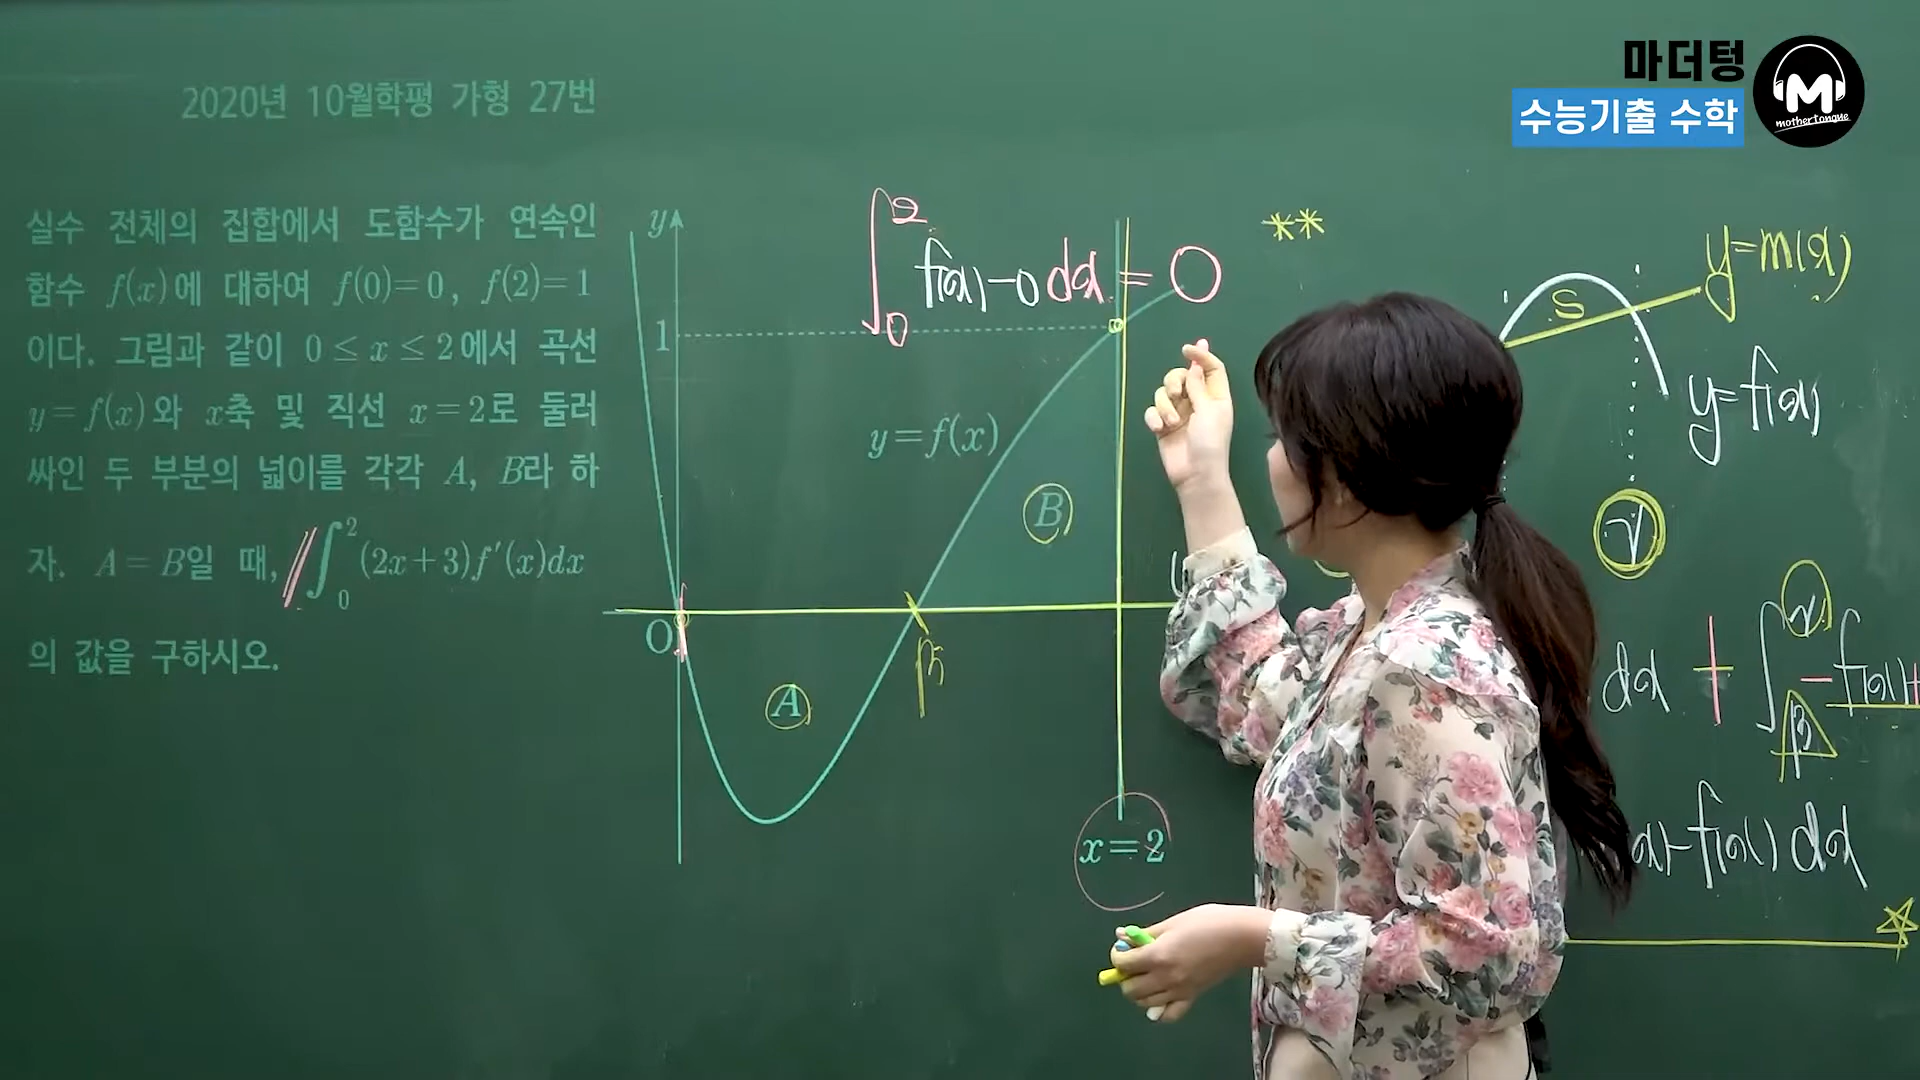 마더텅
수능기출 수학
M
mothertongue
2020년 10월학평 가형 27번
실수 전체의 집합에서 도함수가 연속인
함수 f(x)에 대하여 f(0)=0, f(2)=1
이다. 그림과 같이 0≤x≤2에서 곡선
y=f(x)와 x축 및 직선 x=2로 둘러
싸인 두 부분의 넓이를 각각 A, B라 하
자. A=B일 때, ∫₀² (2x+3)f′(x)dx
의 값을 구하시오.
y
1
O
y=f(x)
A
B
x=2
∫₀² f(x)-0 dx = 0
**
y=m(x)
S
y=f(x)
γ
dx + ∫ -f(x)+
β
x)-f(x) dx